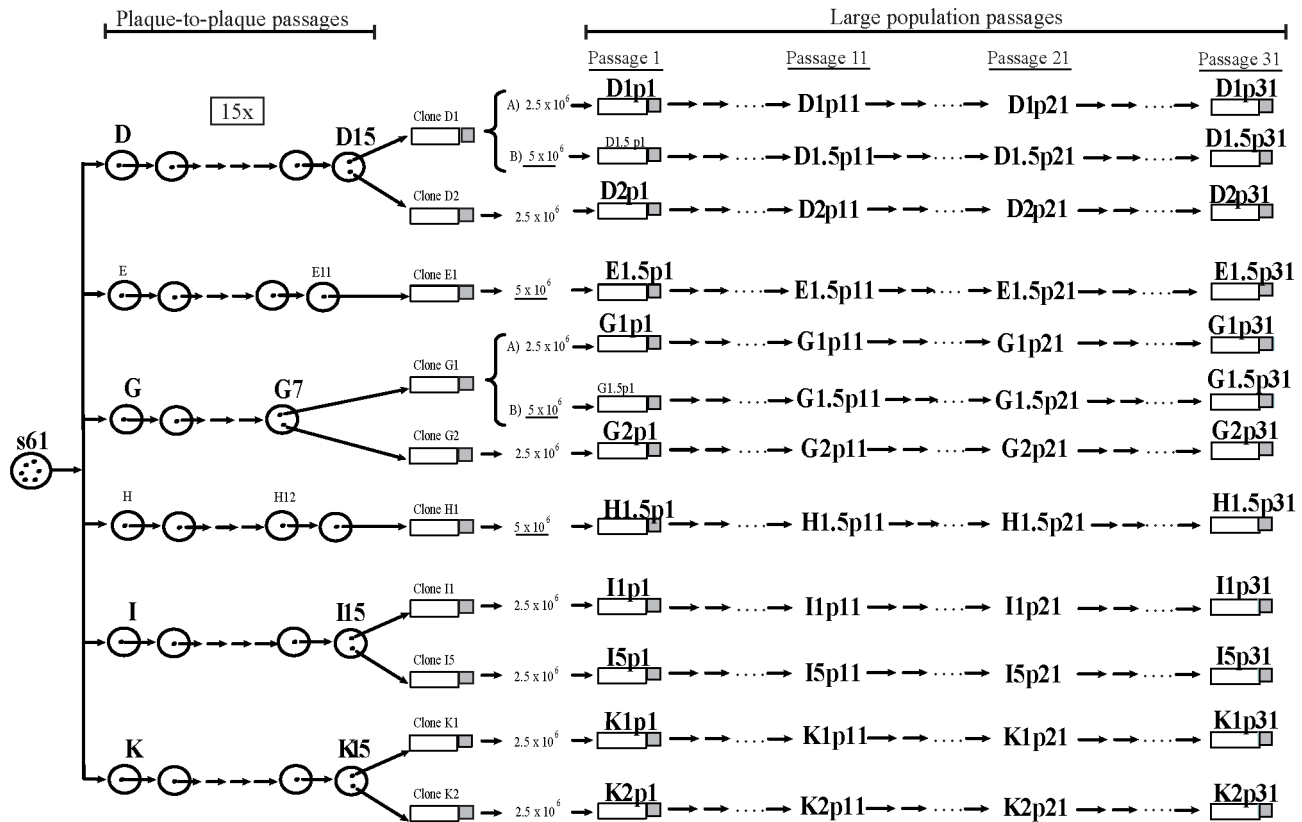 Plaque-to-plaque passages
Large population passages
Passage 1 Passage 11 Passage 21 Passage 31
15x
D D15 Clone D1 A) 2.5 x 10^6 D1p1 .... D1p11 .... D1p21 .... D1p31
B) 5 x 10^6 D1.5 p1 .... D1.5p11 .... D1.5p21 .... D1.5p31
Clone D2 2.5 x 10^6 D2p1 .... D2p11 .... D2p21 .... D2p31
E E11 Clone E1 5 x 10^6 E1.5p1 .... E1.5p11 .... E1.5p21 .... E1.5p31
G G7 Clone G1 A) 2.5 x 10^6 G1p1 .... G1p11 .... G1p21 .... G1p31
B) 5 x 10^6 G1.5p1 .... G1.5p11 .... G1.5p21 .... G1.5p31
Clone G2 2.5 x 10^6 G2p1 .... G2p11 .... G2p21 .... G2p31
s61
H H12 Clone H1 5 x 10^6 H1.5p1 .... H1.5p11 .... H1.5p21 .... H1.5p31
I I15 Clone I1 2.5 x 10^6 I1p1 .... I1p11 .... I1p21 .... I1p31
Clone I5 2.5 x 10^6 I5p1 .... I5p11 .... I5p21 .... I5p31
K K15 Clone K1 2.5 x 10^6 K1p1 .... K1p11 .... K1p21 .... K1p31
Clone K2 2.5 x 10^6 K2p1 .... K2p11 .... K2p21 .... K2p31